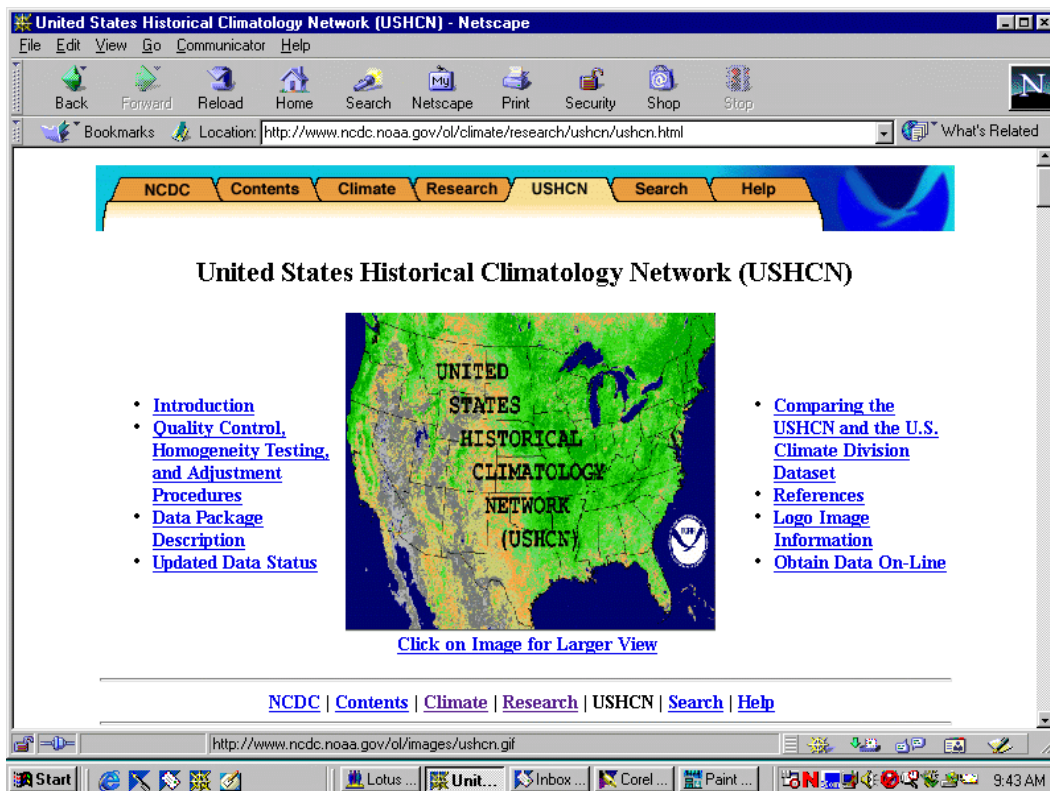 United States Historical Climatology Network (USHCN) - Netscape
File Edit View Go Communicator Help
Back Forward Reload Home Search Netscape Print Security Shop Stop
My
N
Bookmarks Location: http://www.ncdc.noaa.gov/ol/climate/research/ushcn/ushcn.html What's Related
NCDC Contents Climate Research USHCN Search Help
United States Historical Climatology Network (USHCN)
• Introduction
• Quality Control,
Homogeneity Testing,
and Adjustment
Procedures
• Data Package
Description
• Updated Data Status
UNITED
STATES
HISTORICAL
CLIMATOLOGY
NETWORK
(USHCN)
• Comparing the
USHCN and the U.S.
Climate Division
Dataset
• References
• Logo Image
Information
• Obtain Data On-Line
Click on Image for Larger View
NCDC | Contents | Climate | Research | USHCN | Search | Help
http://www.ncdc.noaa.gov/ol/images/ushcn.gif
Start Lotus ... Unit... Inbox ... Corel ... Paint ... N 9:43 AM